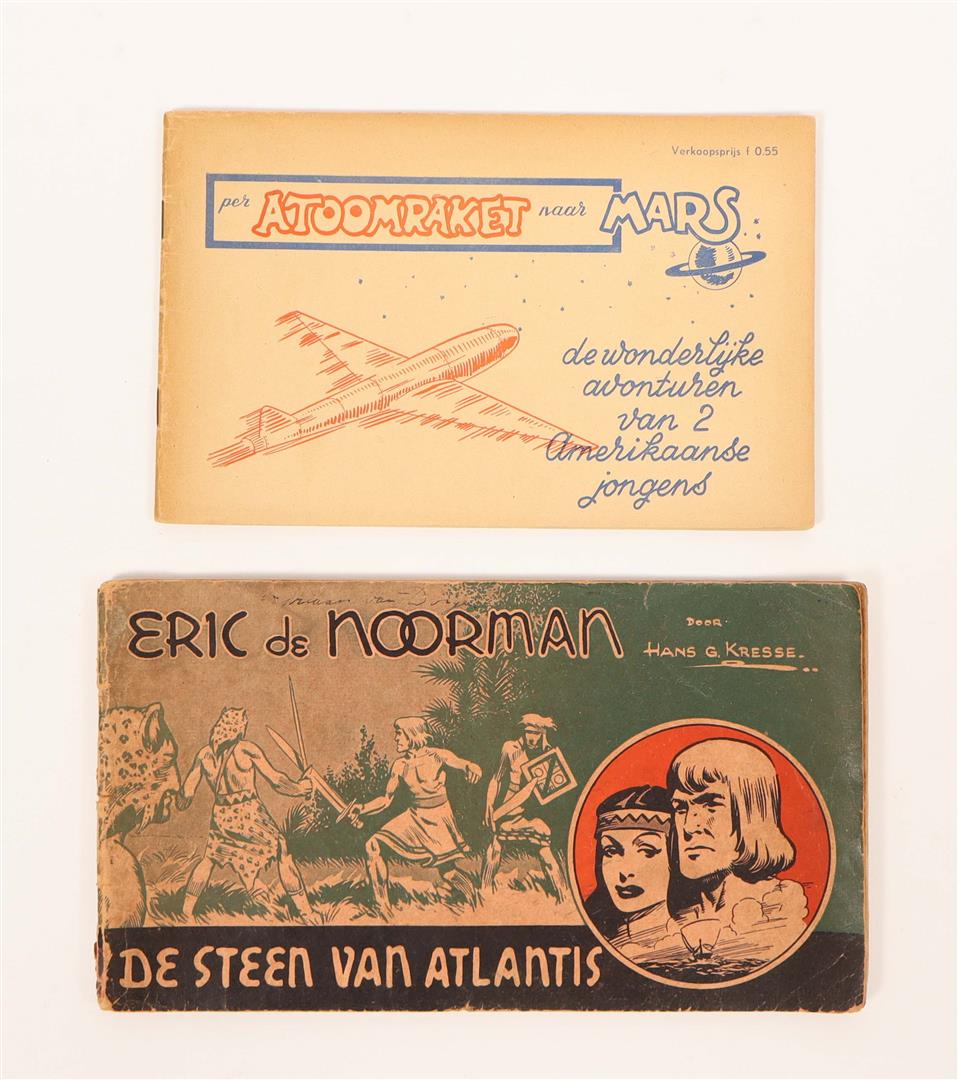 Verkoopsprijs f 0.55
per ATOOMRAKET naar MARS
de wonderlijke
avonturen
van 2
Amerikaanse
jongens
ERIC de NOORMAN
DOOR
HANS G. KRESSE.
DE STEEN VAN ATLANTIS